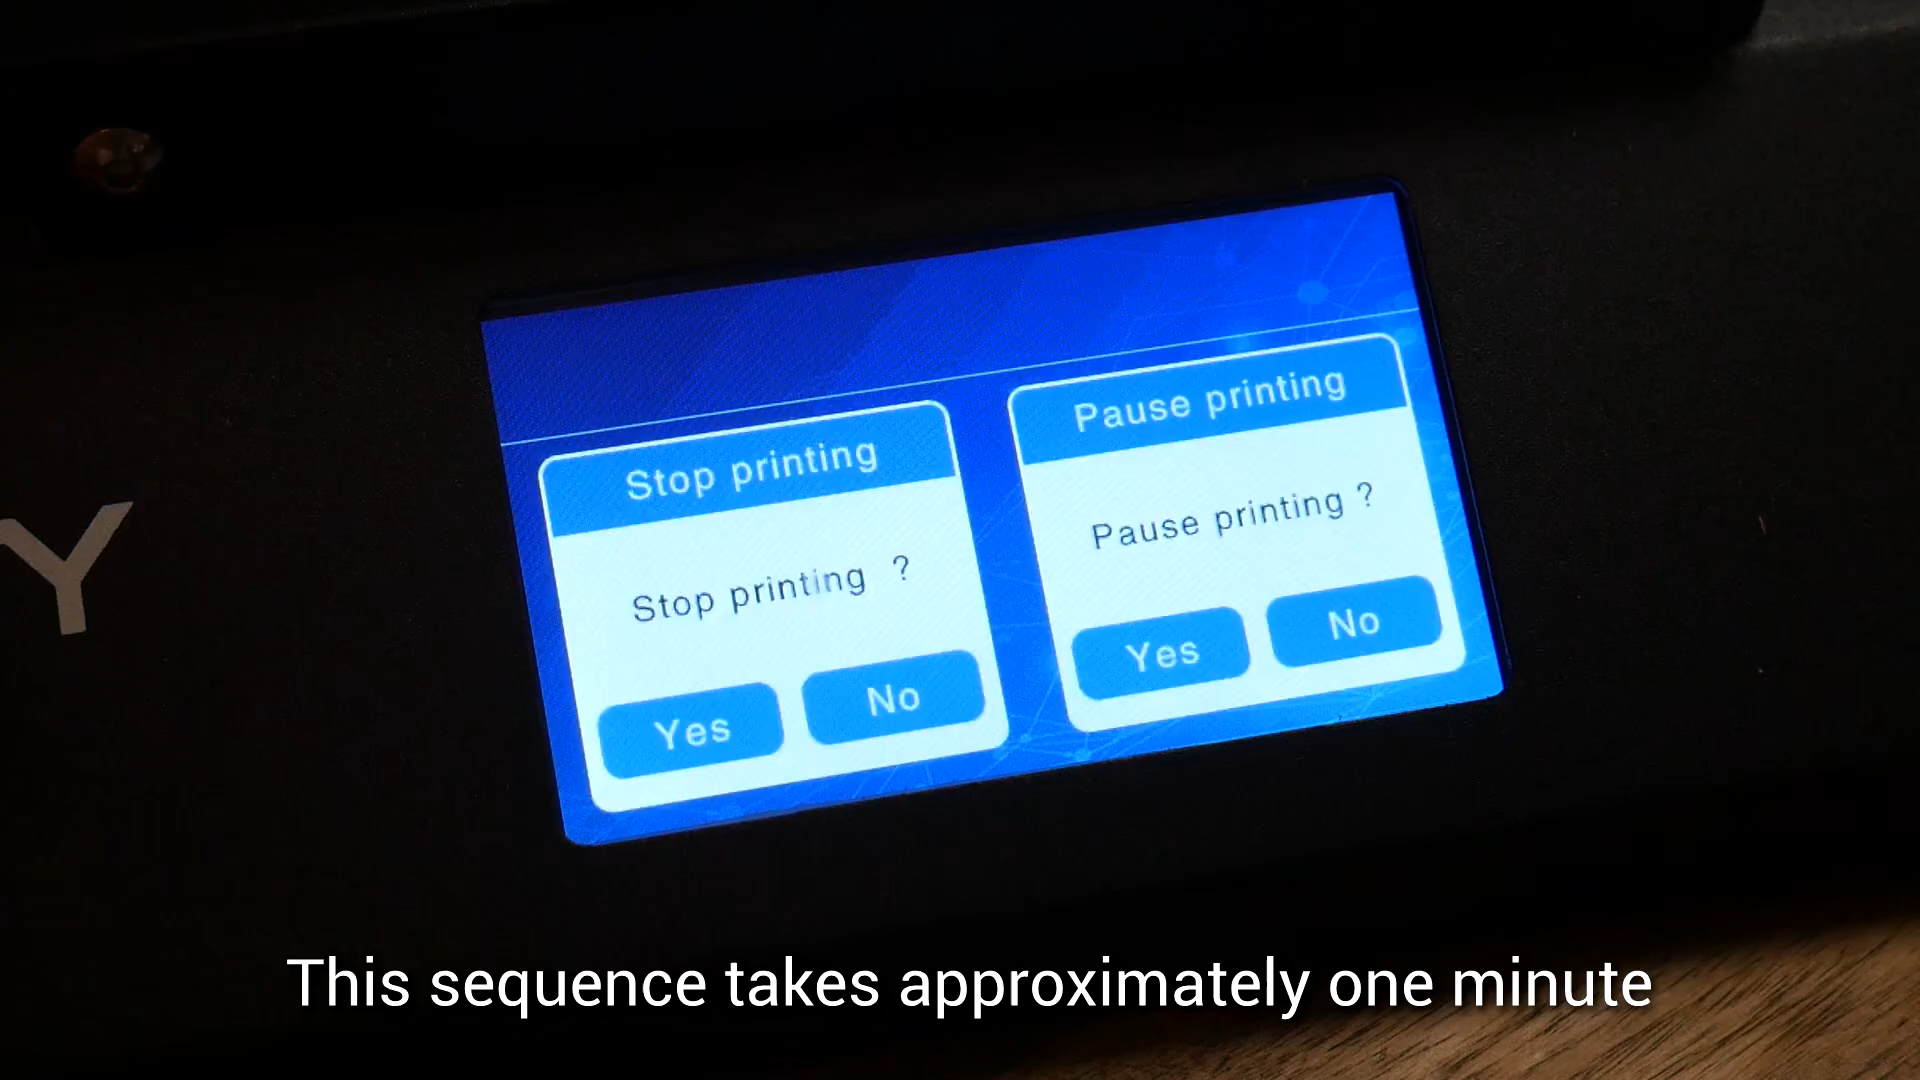 Y
Stop printing
Stop printing ?
Yes
No
Pause printing
Pause printing ?
Yes
No
This sequence takes approximately one minute